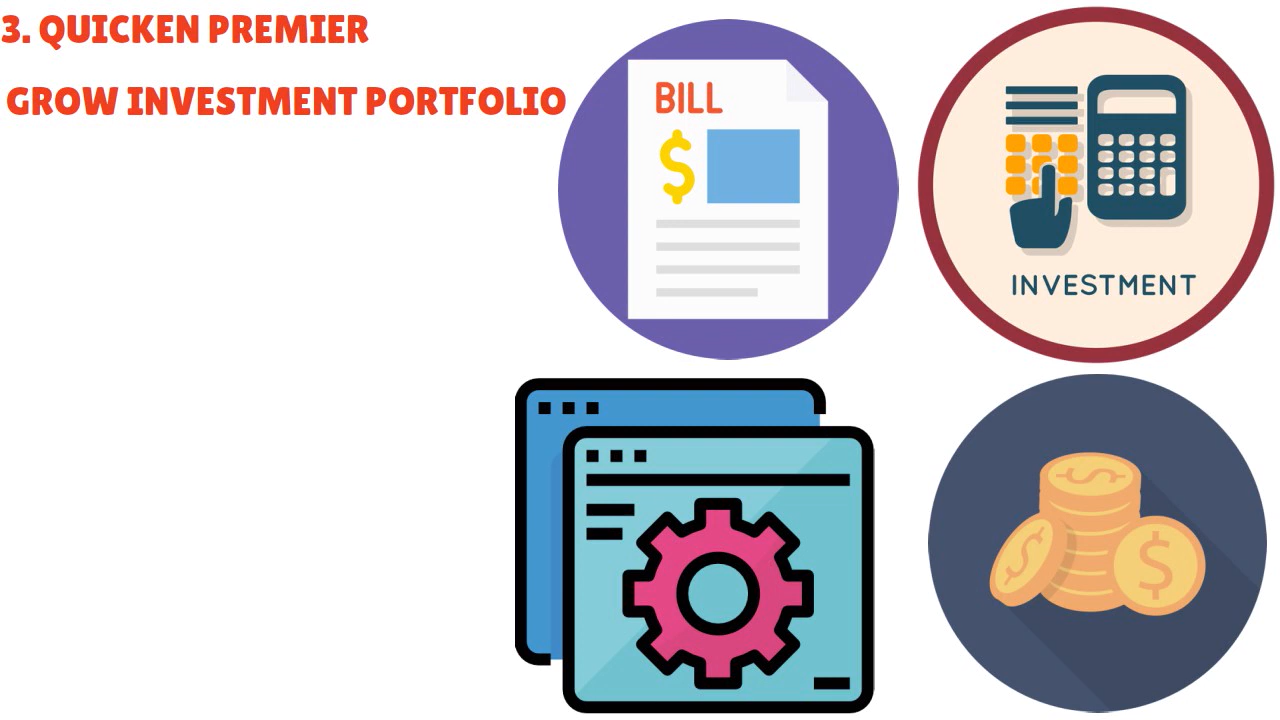 3. QUICKEN PREMIER
GROW INVESTMENT PORTFOLIO
BILL
$
INVESTMENT
$
$
$